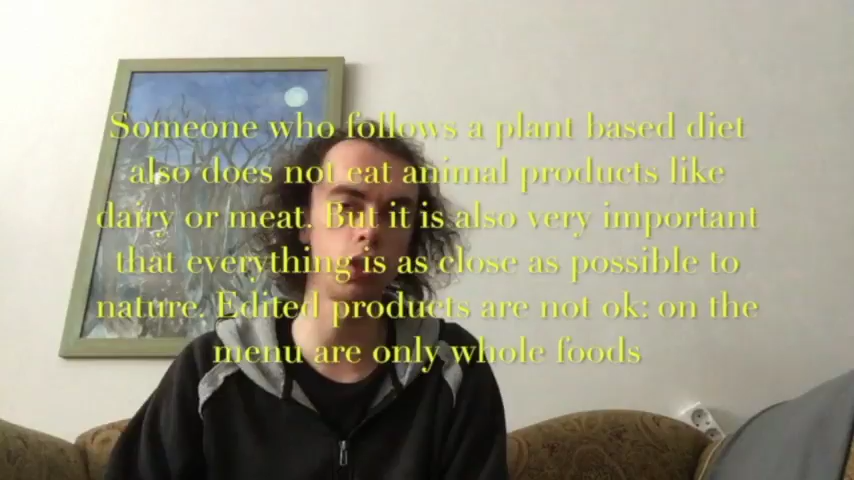 Someone who follows a plant based diet
also does not eat animal products like
dairy or meat. But it is also very important
that everything is as close as possible to
nature. Edited products are not ok: on the
menu are only whole foods